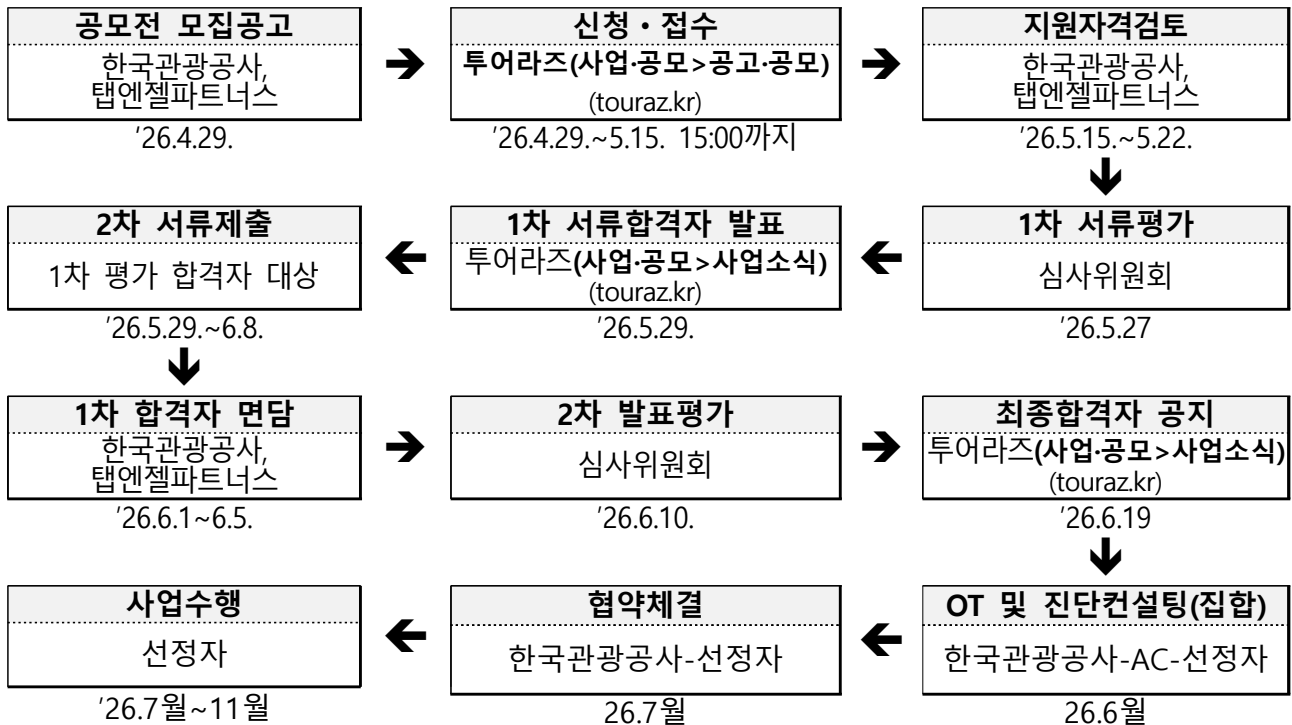 공모전 모집공고
한국관광공사,
탭엔젤파트너스
'26.4.29.
신청・접수
투어라즈(사업·공모>공고·공모)
(touraz.kr)
'26.4.29.~5.15. 15:00까지
지원자격검토
한국관광공사,
탭엔젤파트너스
'26.5.15.~5.22.
1차 서류평가
심사위원회
'26.5.27
1차 서류합격자 발표
투어라즈(사업·공모>사업소식)
(touraz.kr)
'26.5.29.
2차 서류제출
1차 평가 합격자 대상
'26.5.29.~6.8.
1차 합격자 면담
한국관광공사,
탭엔젤파트너스
'26.6.1~6.5.
2차 발표평가
심사위원회
'26.6.10.
최종합격자 공지
투어라즈(사업·공모>사업소식)
(touraz.kr)
'26.6.19
OT 및 진단컨설팅(집합)
한국관광공사-AC-선정자
26.6월
협약체결
한국관광공사-선정자
26.7월
사업수행
선정자
'26.7월~11월